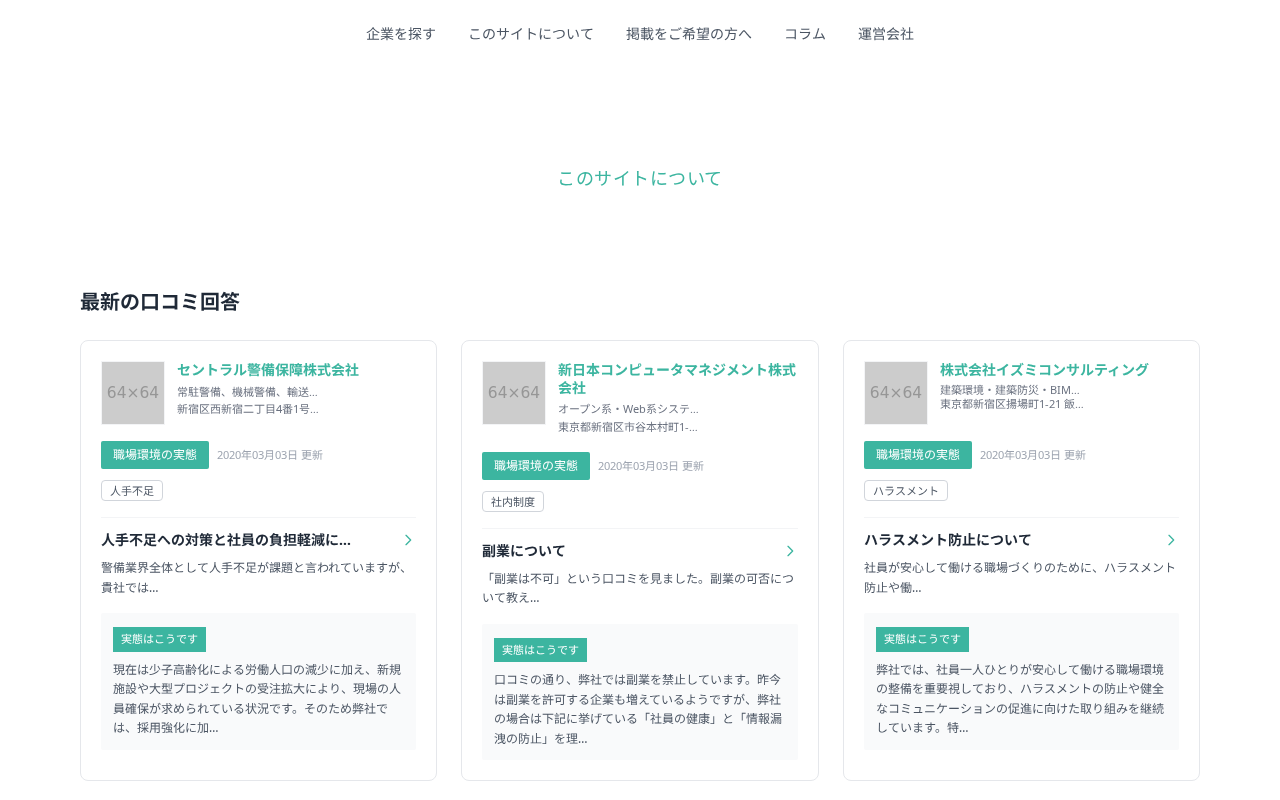 企業を探す このサイトについて 掲載をご希望の方へ コラム 運営会社
このサイトについて
最新の口コミ回答
64×64
セントラル警備保障株式会社
常駐警備、機械警備、輸送...
新宿区西新宿二丁目4番1号...
職場環境の実態 2020年03月03日 更新
人手不足
人手不足への対策と社員の負担軽減に...
警備業界全体として人手不足が課題と言われていますが、
貴社では...
実態はこうです
現在は少子高齢化による労働人口の減少に加え、新規
施設や大型プロジェクトの受注拡大により、現場の人
員確保が求められている状況です。そのため弊社で
は、採用強化に加...
64×64
新日本コンピュータマネジメント株式
会社
オープン系・Web系システ...
東京都新宿区市谷本村町1-...
職場環境の実態 2020年03月03日 更新
社内制度
副業について
「副業は不可」という口コミを見ました。副業の可否につ
いて教え...
実態はこうです
口コミの通り、弊社では副業を禁止しています。昨今
は副業を許可する企業も増えているようですが、弊社
の場合は下記に挙げている「社員の健康」と「情報漏
洩の防止」を理...
64×64
株式会社イズミコンサルティング
建築環境・建築防災・BIM...
東京都新宿区揚場町1-21 飯...
職場環境の実態 2020年03月03日 更新
ハラスメント
ハラスメント防止について
社員が安心して働ける職場づくりのために、ハラスメント
防止や働...
実態はこうです
弊社では、社員一人ひとりが安心して働ける職場環境
の整備を重要視しており、ハラスメントの防止や健全
なコミュニケーションの促進に向けた取り組みを継続
しています。特...